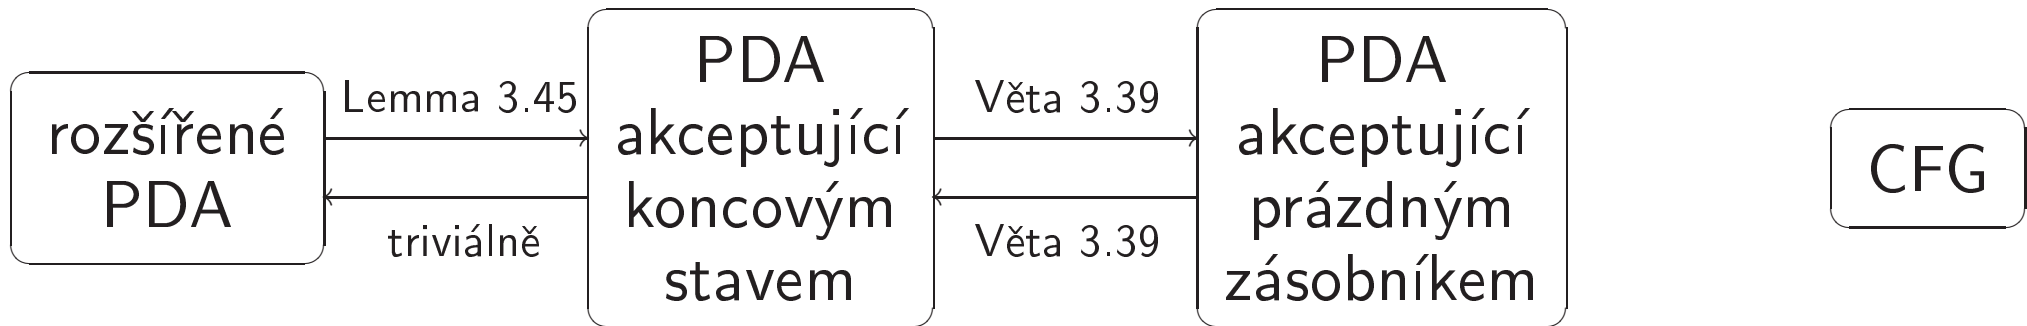 rozšířené
PDA
Lemma 3.45
triviálně
PDA
akceptující
koncovým
stavem
Věta 3.39
Věta 3.39
PDA
akceptující
prázdným
zásobníkem
CFG